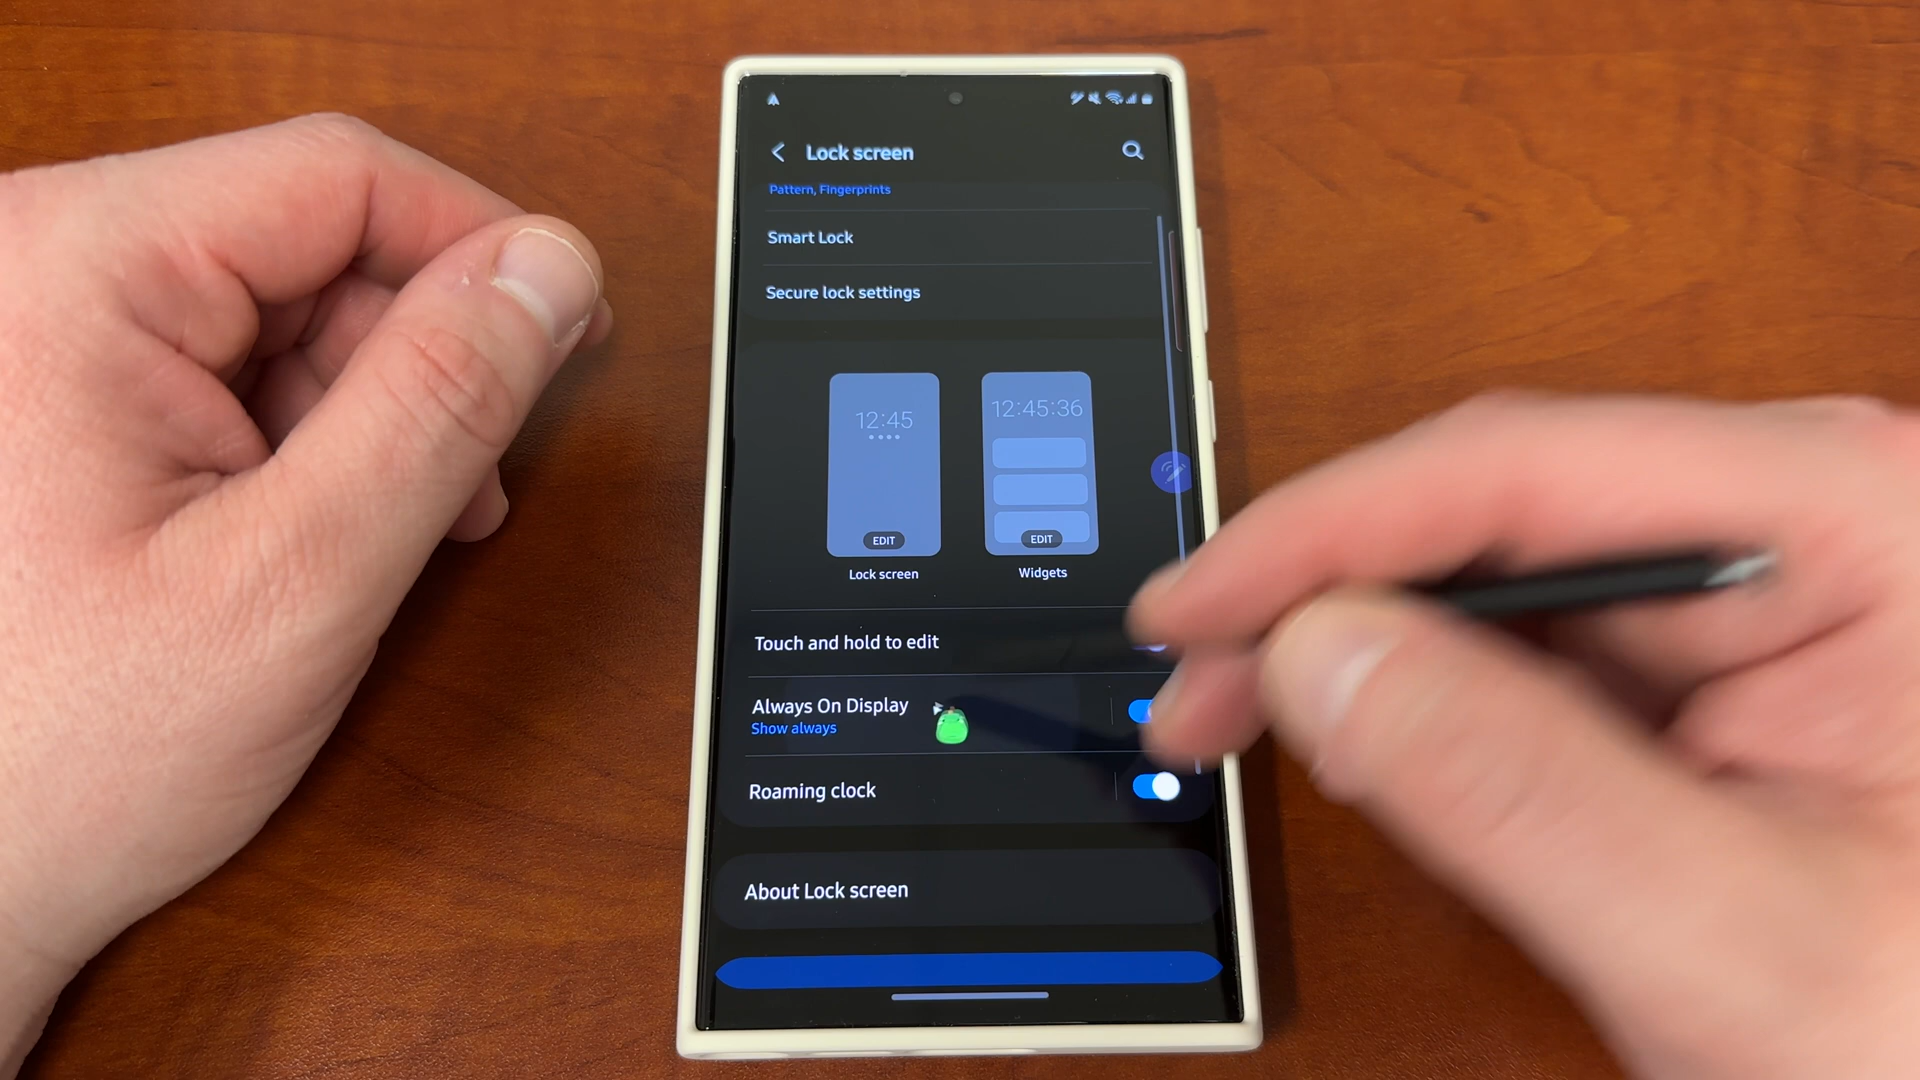 Lock screen
Pattern, Fingerprints
Smart Lock
Secure lock settings
12:45
12:45:36
EDIT
EDIT
Lock screen
Widgets
Touch and hold to edit
Always On Display
Show always
Roaming clock
About Lock screen